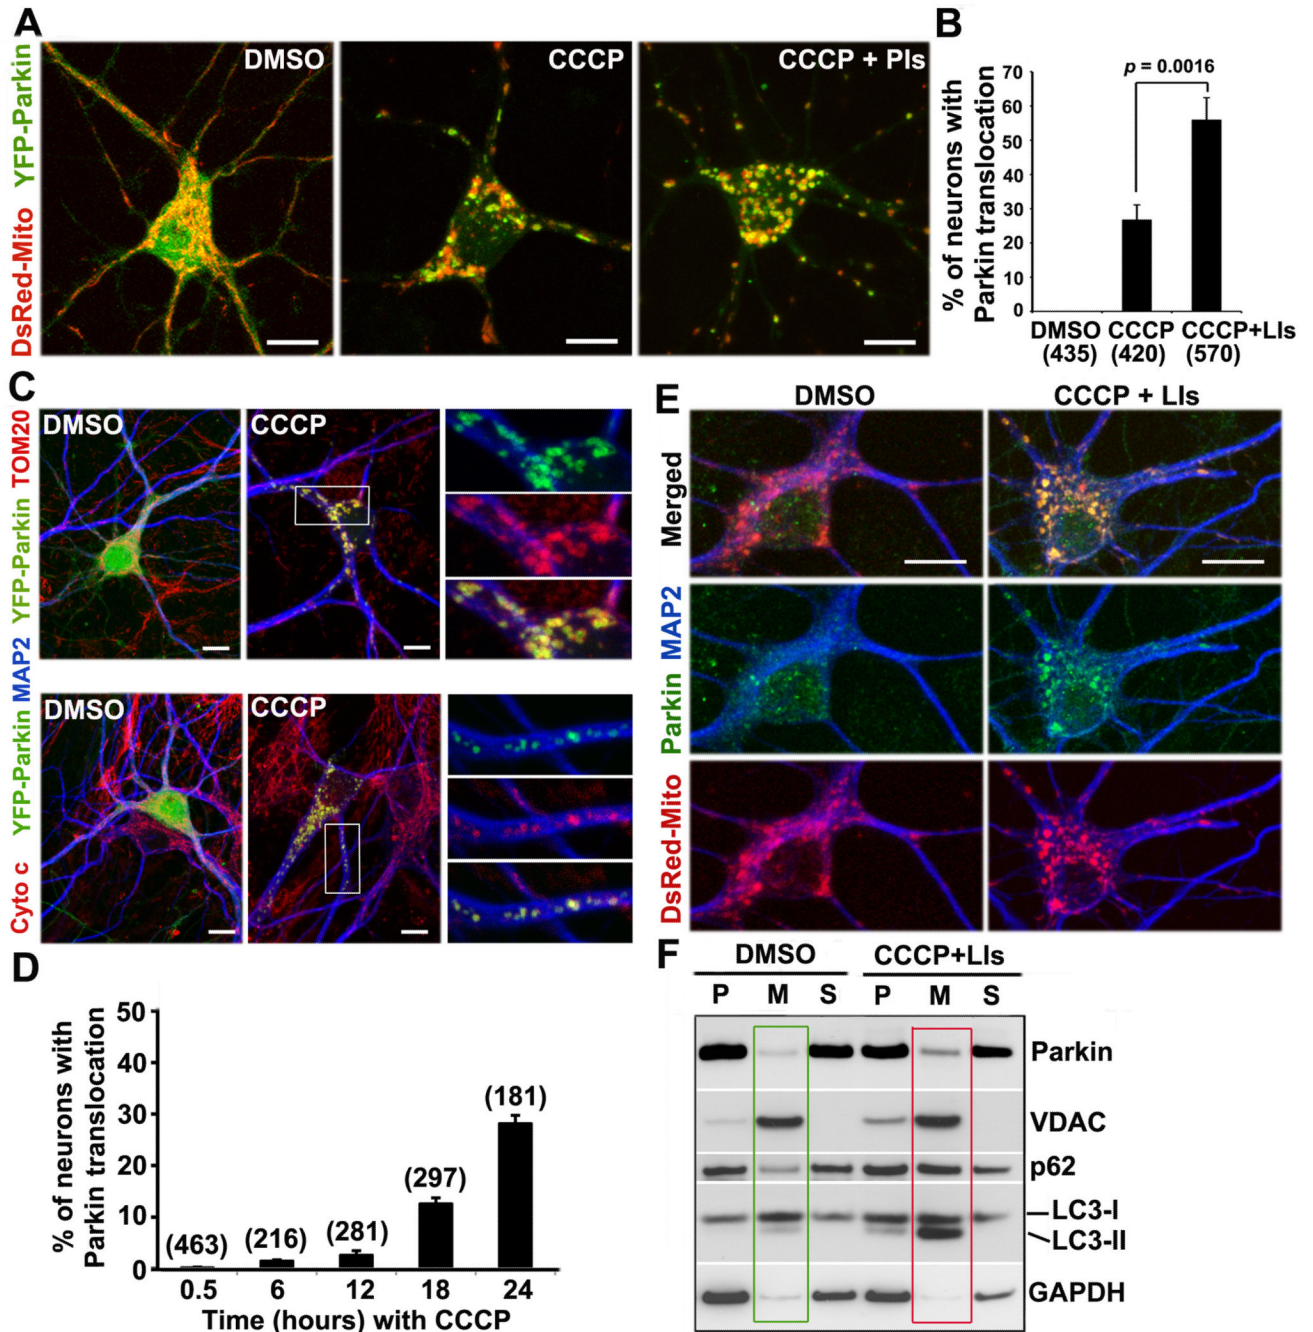 A
DsRed-Mito YFP-Parkin
DMSO
CCCP
CCCP + PIs
B
% of neurons with
Parkin translocation
p = 0.0016
70
60
50
40
30
20
10
0
DMSO CCCP CCCP+LIs
(435) (420) (570)
C
YFP-Parkin TOM20
DMSO
CCCP
Cyto c YFP-Parkin MAP2
DMSO
CCCP
D
% of neurons with
Parkin translocation
50
40
30
20
10
0
(463)
(216)
(281)
(297)
(181)
0.5 6 12 18 24
Time (hours) with CCCP
E
DMSO
CCCP + LIs
Merged
Parkin MAP2
DsRed-Mito
F
DMSO CCCP+LIs
P M S P M S
Parkin
VDAC
p62
LC3-I
LC3-II
GAPDH